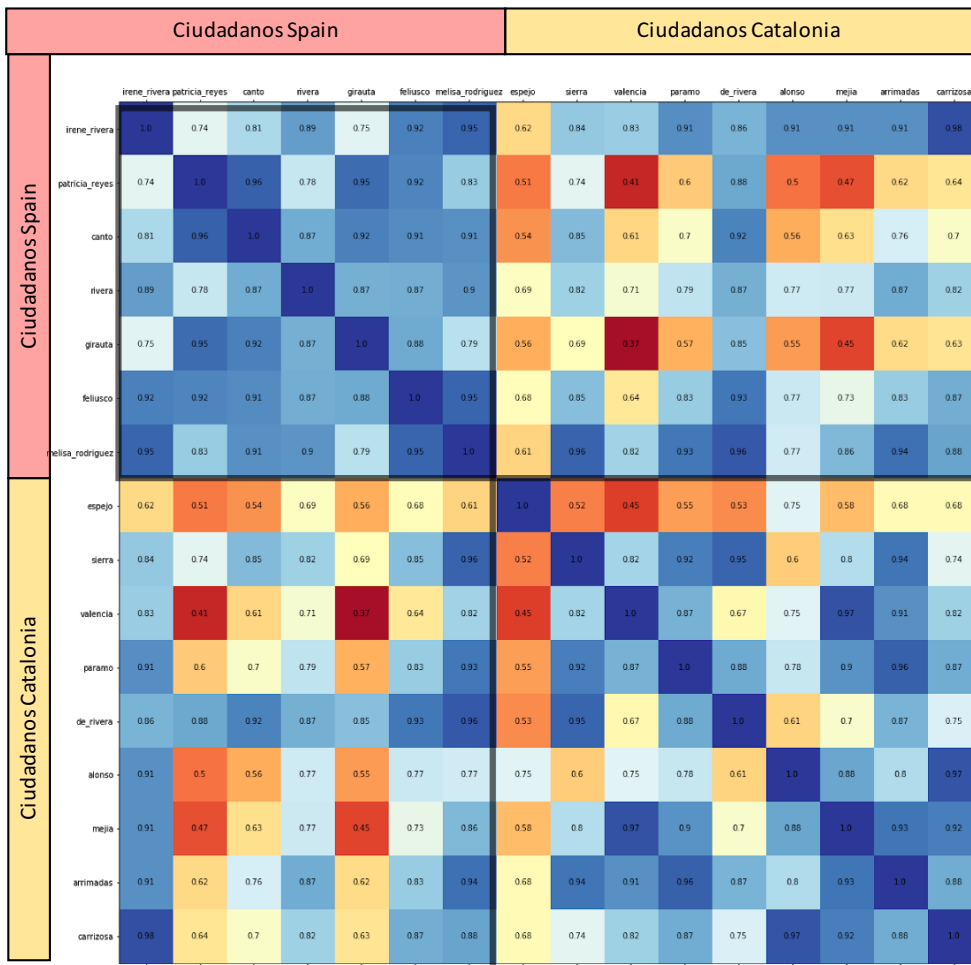 Ciudadanos Spain Ciudadanos Catalonia
irene_rivera patricia_reyes canto rivera girauta feliusco melisa_rodriguez espejo sierra valencia paramo de_rivera alonso mejia arrimadas carrizosa
Ciudadanos Spain
irene_rivera 1.0 0.74 0.81 0.89 0.75 0.92 0.95 0.62 0.84 0.83 0.91 0.86 0.91 0.91 0.91 0.98
patricia_reyes 0.74 1.0 0.96 0.78 0.95 0.92 0.83 0.51 0.74 0.41 0.6 0.88 0.5 0.47 0.62 0.64
canto 0.81 0.96 1.0 0.87 0.92 0.91 0.91 0.54 0.85 0.61 0.7 0.92 0.56 0.63 0.76 0.7
rivera 0.89 0.78 0.87 1.0 0.87 0.87 0.9 0.69 0.82 0.71 0.79 0.87 0.77 0.77 0.87 0.82
girauta 0.75 0.95 0.92 0.87 1.0 0.88 0.79 0.56 0.69 0.37 0.57 0.85 0.55 0.45 0.62 0.63
feliusco 0.92 0.92 0.91 0.87 0.88 1.0 0.95 0.68 0.85 0.64 0.83 0.93 0.77 0.73 0.83 0.87
melisa_rodriguez 0.95 0.83 0.91 0.9 0.79 0.95 1.0 0.61 0.96 0.82 0.93 0.96 0.77 0.86 0.94 0.88
Ciudadanos Catalonia
espejo 0.62 0.51 0.54 0.69 0.56 0.68 0.61 1.0 0.52 0.45 0.55 0.53 0.75 0.58 0.68 0.68
sierra 0.84 0.74 0.85 0.82 0.69 0.85 0.96 0.52 1.0 0.82 0.92 0.95 0.6 0.8 0.94 0.74
valencia 0.83 0.41 0.61 0.71 0.37 0.64 0.82 0.45 0.82 1.0 0.87 0.67 0.75 0.97 0.91 0.82
paramo 0.91 0.6 0.7 0.79 0.57 0.83 0.93 0.55 0.92 0.87 1.0 0.88 0.78 0.9 0.96 0.87
de_rivera 0.86 0.88 0.92 0.87 0.85 0.93 0.96 0.53 0.95 0.67 0.88 1.0 0.61 0.7 0.87 0.75
alonso 0.91 0.5 0.56 0.77 0.55 0.77 0.77 0.75 0.6 0.75 0.78 0.61 1.0 0.88 0.8 0.97
mejia 0.91 0.47 0.63 0.77 0.45 0.73 0.86 0.58 0.8 0.97 0.9 0.7 0.88 1.0 0.93 0.92
arrimadas 0.91 0.62 0.76 0.87 0.62 0.83 0.94 0.68 0.94 0.91 0.96 0.87 0.8 0.93 1.0 0.88
carrizosa 0.98 0.64 0.7 0.82 0.63 0.87 0.88 0.68 0.74 0.82 0.87 0.75 0.97 0.92 0.88 1.0